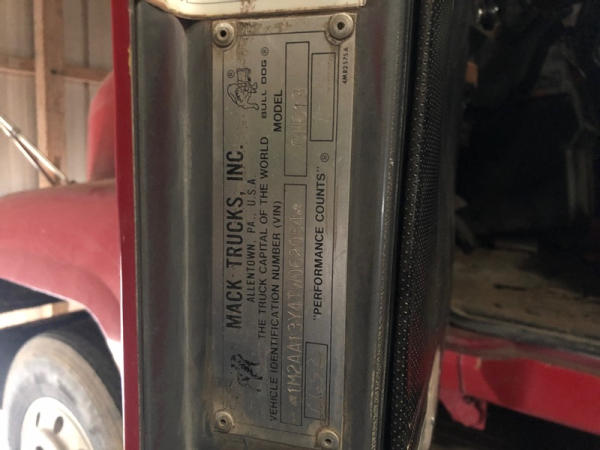 ®
BULL DOG®
MACK TRUCKS, INC.
ALLENTOWN, PA., U.S.A.
THE TRUCK CAPITAL OF THE WORLD
VEHICLE IDENTIFICATION NUMBER (VIN)
MODEL
"PERFORMANCE COUNTS"®
4MR2575A